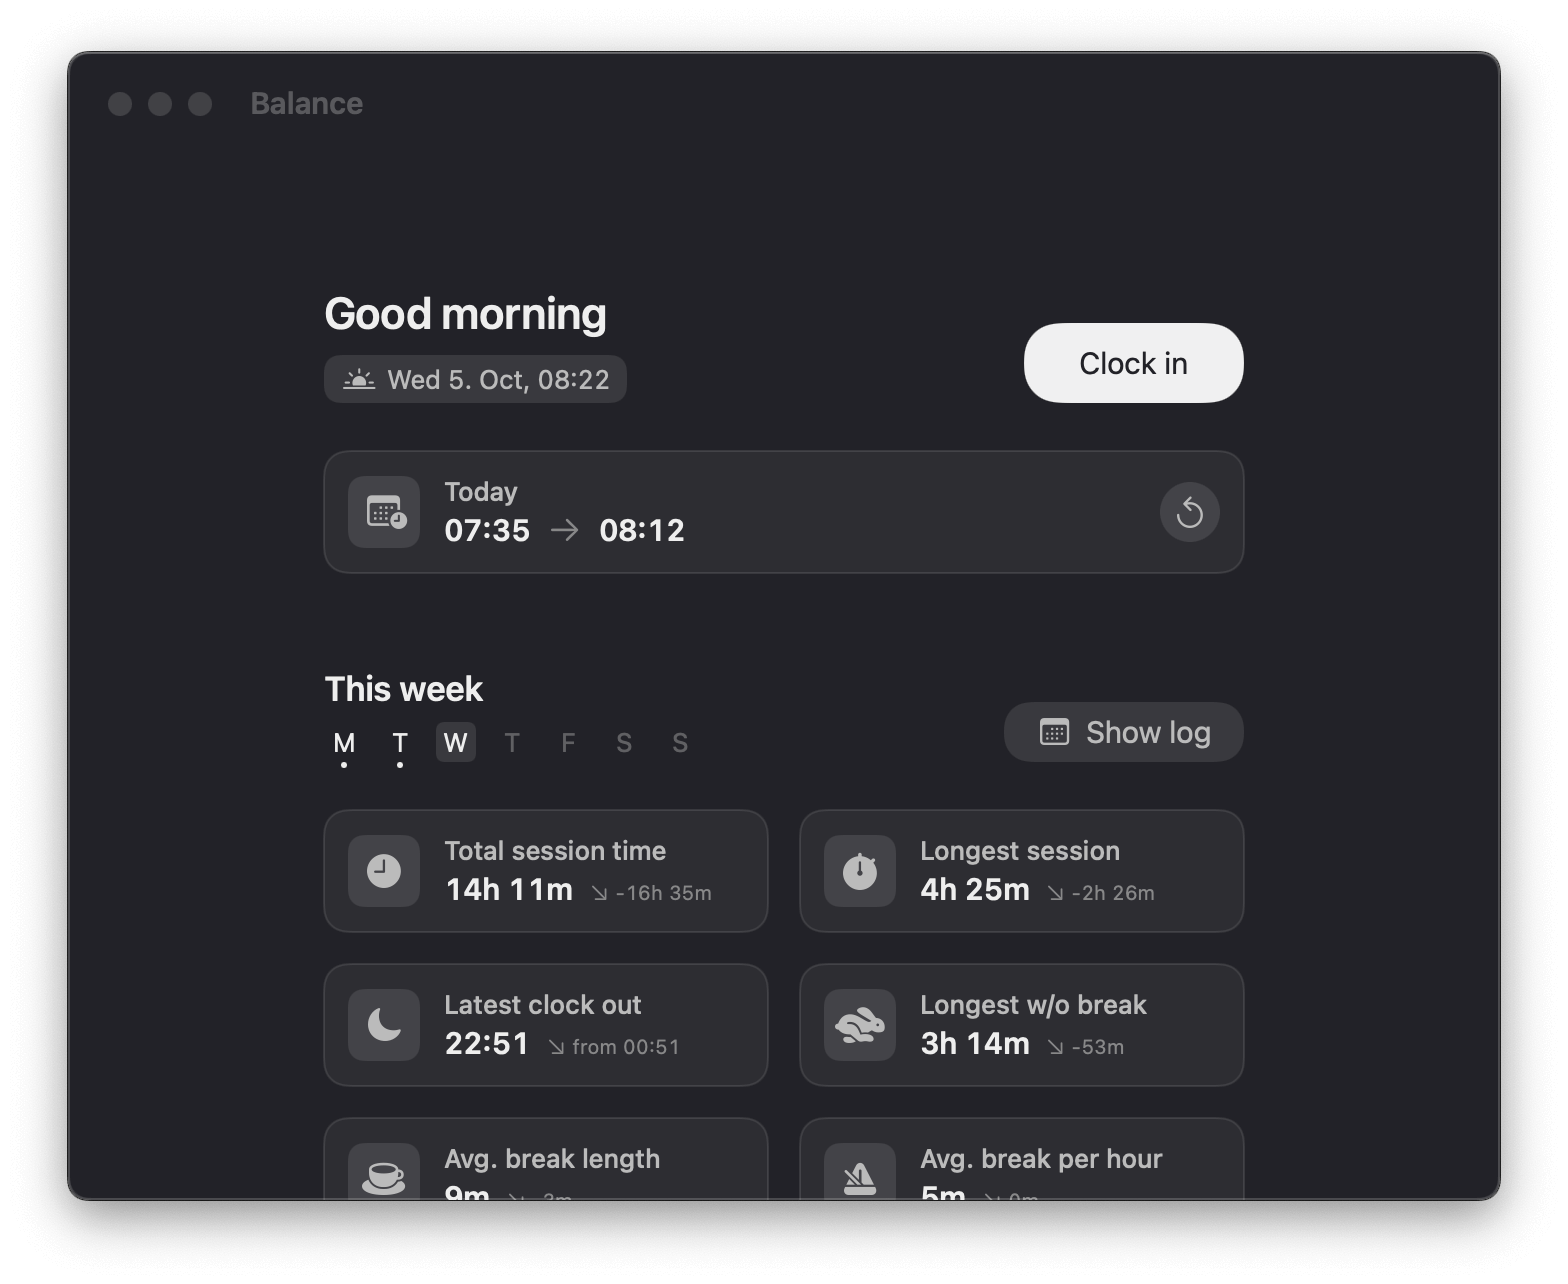 Balance
Good morning
Wed 5. Oct, 08:22
Clock in
Today
07:35 → 08:12
This week
M T W T F S S
Show log
Total session time
14h 11m ↘ -16h 35m
Longest session
4h 25m ↘ -2h 26m
Latest clock out
22:51 ↘ from 00:51
Longest w/o break
3h 14m ↘ -53m
Avg. break length
9m
Avg. break per hour
5m